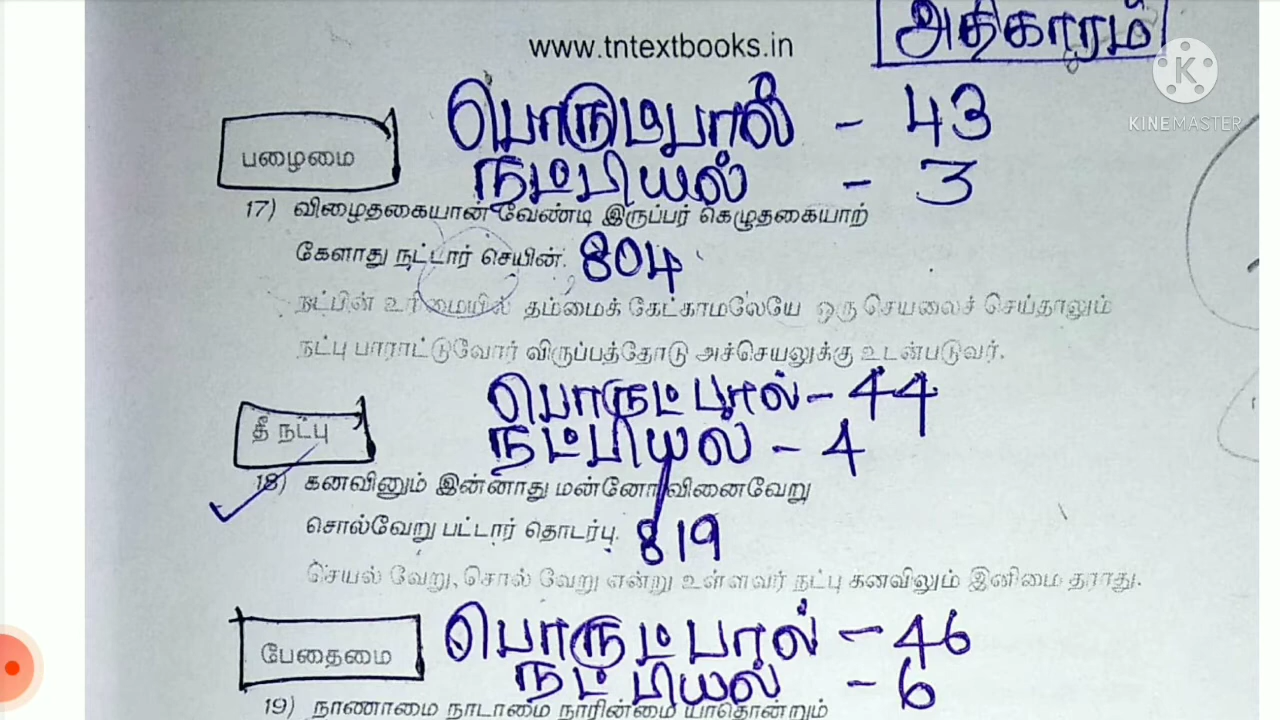 அதிகாரம்
www.tntextbooks.in
KINEMASTER
பொருட்பால் - 43
பழைமை
நட்பியல் - 3
17) விழைதகையான் வேண்டி இருப்பர் கெழுதகையாற்
கேளாது நட்டார் செயின். 804
நட்பின் உரிமையில் தம்மைக் கேட்காமலேயே ஒரு செயலைச் செய்தாலும்
நட்பு பாராட்டுவோர் விருப்பத்தோடு அச்செயலுக்கு உடன்படுவர்.
பொருட்பால் - 44
தீ நட்பு
நட்பியல் - 4
18) கனவினும் இன்னாது மன்னோ வினைவேறு
சொல்வேறு பட்டார் தொடர்பு. 819
செயல் வேறு, சொல் வேறு என்று உள்ளவர் நட்பு கனவிலும் இனிமை தராது.
பொருட்பால் - 46
பேதைமை
நட்பியல் - 6
19) நாணாமை நாடாமை நாரின்மை யாதொன்றும்